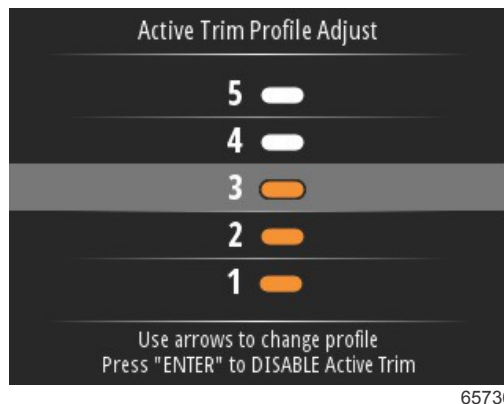 Active Trim Profile Adjust
5
4
3
2
1
Use arrows to change profile
Press "ENTER" to DISABLE Active Trim